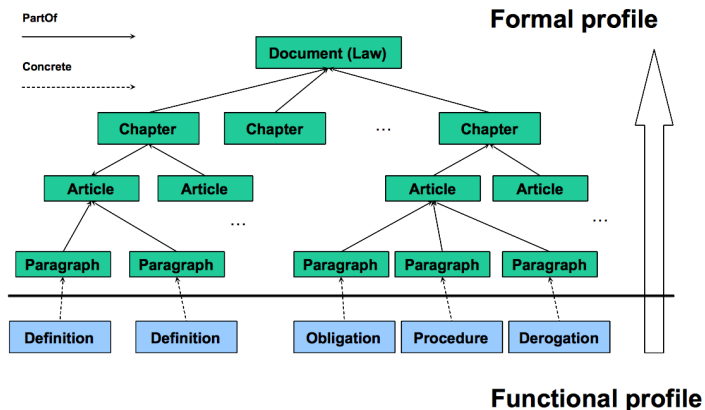 PartOf
Formal profile
Document (Law)
Concrete
Chapter
Chapter
...
Chapter
Article
Article
Article
Article
...
...
Paragraph
Paragraph
Paragraph
Paragraph
Paragraph
Definition
Definition
Obligation
Procedure
Derogation
Functional profile